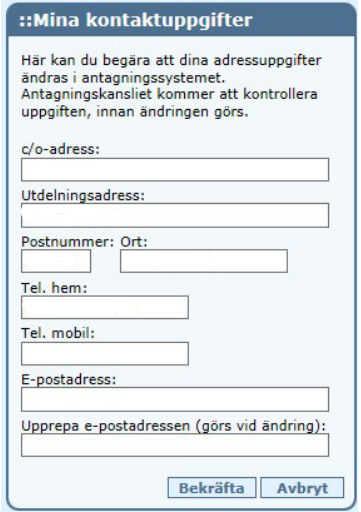 ::Mina kontaktuppgifter
Här kan du begära att dina adressuppgifter
ändras i antagningssystemet.
Antagningskansliet kommer att kontrollera
uppgiften, innan ändringen görs.
c/o-adress:
Utdelningsadress:
Postnummer: Ort:
Tel. hem:
Tel. mobil:
E-postadress:
Upprepa e-postadressen (görs vid ändring):
Bekräfta Avbryt